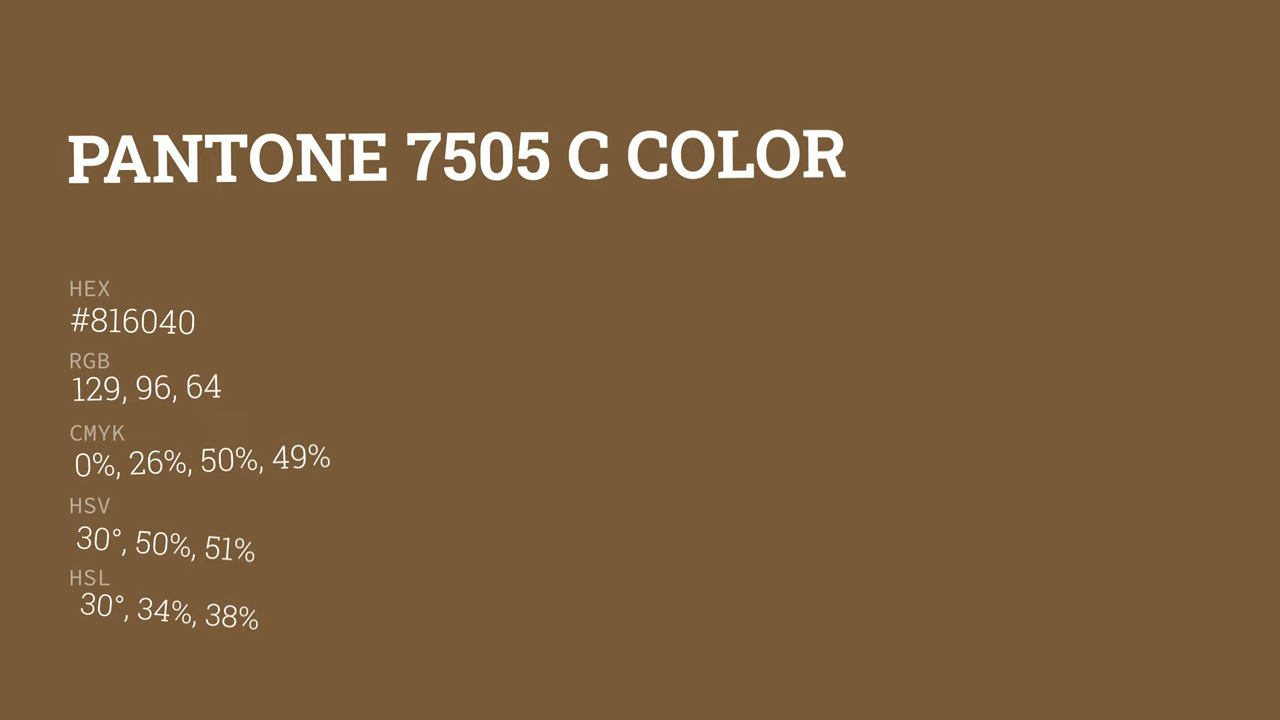 PANTONE 7505 C COLOR
HEX
#816040
RGB
129, 96, 64
CMYK
0%, 26%, 50%, 49%
HSV
30°, 50%, 51%
HSL
30°, 34%, 38%